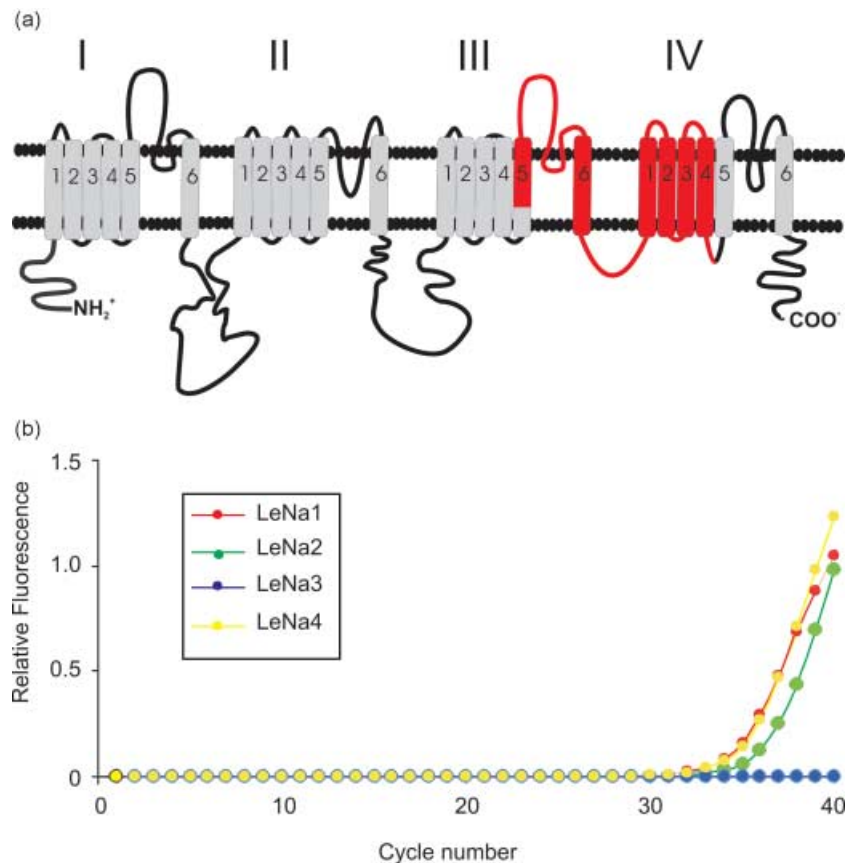 (a)
I II III IV
1 2 3 4 5 6 1 2 3 4 5 6 1 2 3 4 5 6 1 2 3 4 5 6
NH₂⁺
COO⁻
(b)
1.5
1.0
0.5
0
Relative Fluorescence
LeNa1
LeNa2
LeNa3
LeNa4
0 10 20 30 40
Cycle number